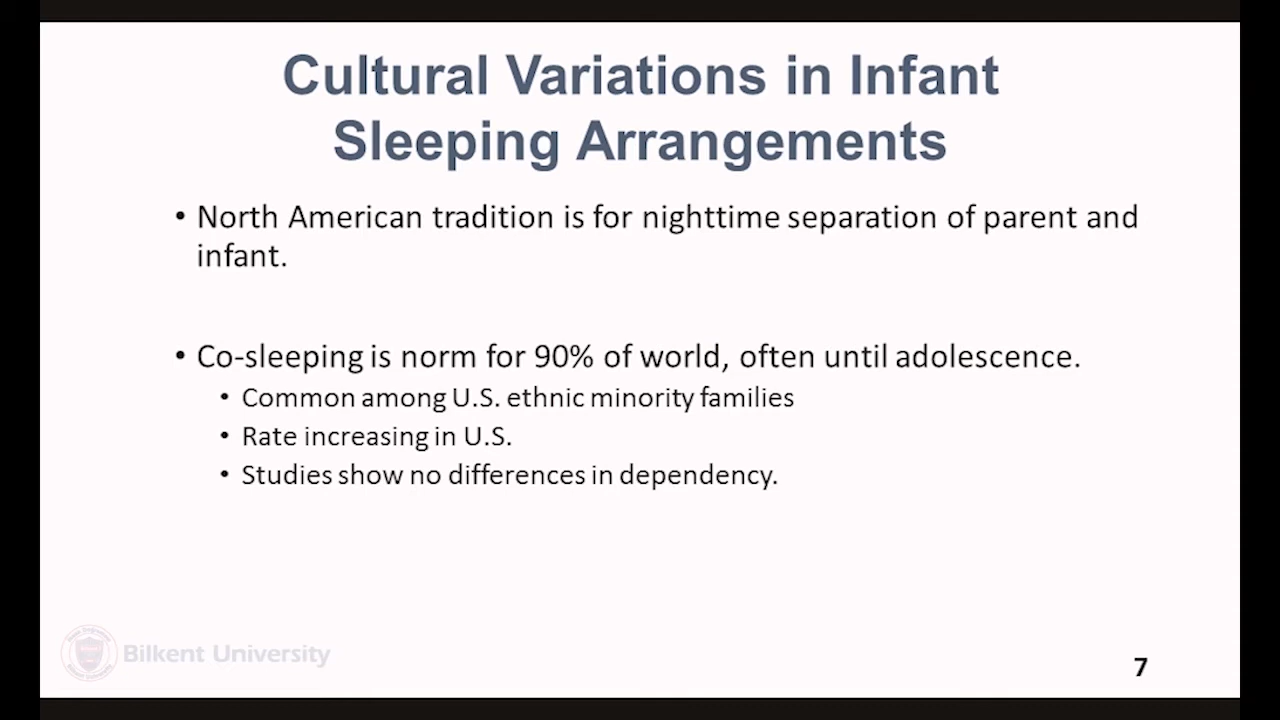 Cultural Variations in Infant
Sleeping Arrangements
• North American tradition is for nighttime separation of parent and
infant.
• Co-sleeping is norm for 90% of world, often until adolescence.
• Common among U.S. ethnic minority families
• Rate increasing in U.S.
• Studies show no differences in dependency.
Bilkent University
7